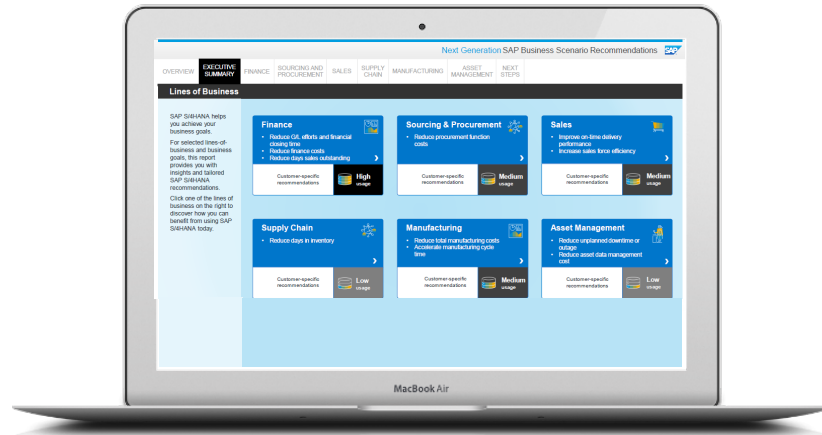 Next Generation SAP Business Scenario Recommendations SAP
OVERVIEW EXECUTIVE SUMMARY FINANCE SOURCING AND PROCUREMENT SALES SUPPLY CHAIN MANUFACTURING ASSET MANAGEMENT NEXT STEPS
Lines of Business
SAP S/4HANA helps
you achieve your
business goals.
For selected lines-of-
business and business
goals, this report
provides you with
insights and tailored
SAP S/4HANA
recommendations.
Click one of the lines of
business on the right to
discover how you can
benefit from using SAP
S/4HANA today.
Finance
• Reduce G/L efforts and financial
closing time
• Reduce finance costs
• Reduce days sales outstanding
Customer-specific
recommendations
High
usage
Sourcing & Procurement
• Reduce procurement function
costs
Customer-specific
recommendations
Medium
usage
Sales
• Improve on-time delivery
performance
• Increase sales force efficiency
Customer-specific
recommendations
Medium
usage
Supply Chain
• Reduce days in inventory
Customer-specific
recommendations
Low
usage
Manufacturing
• Reduce total manufacturing costs
• Accelerate manufacturing cycle
time
Customer-specific
recommendations
Medium
usage
Asset Management
• Reduce unplanned downtime or
outage
• Reduce asset data management
cost
Customer-specific
recommendations
Low
usage
MacBook Air